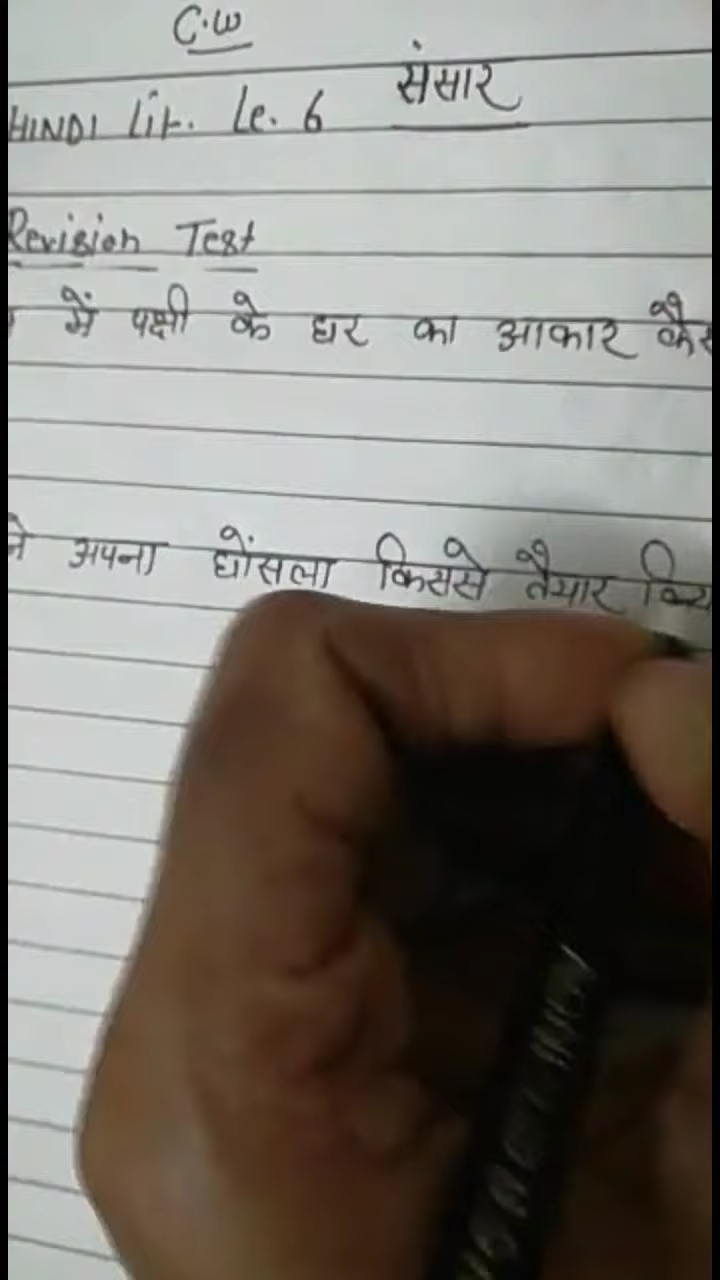 C.W
HINDI Lit. Le. 6 संसार
Revision Test
में पक्षी के घर का आकार
ने अपना घोंसला किससे तैयार